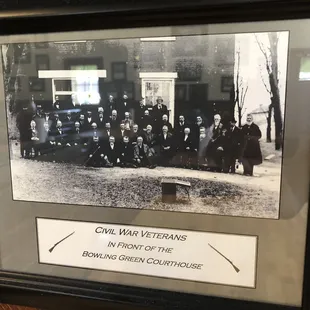 Civil War Veterans
in Front of the
Bowling Green Courthouse